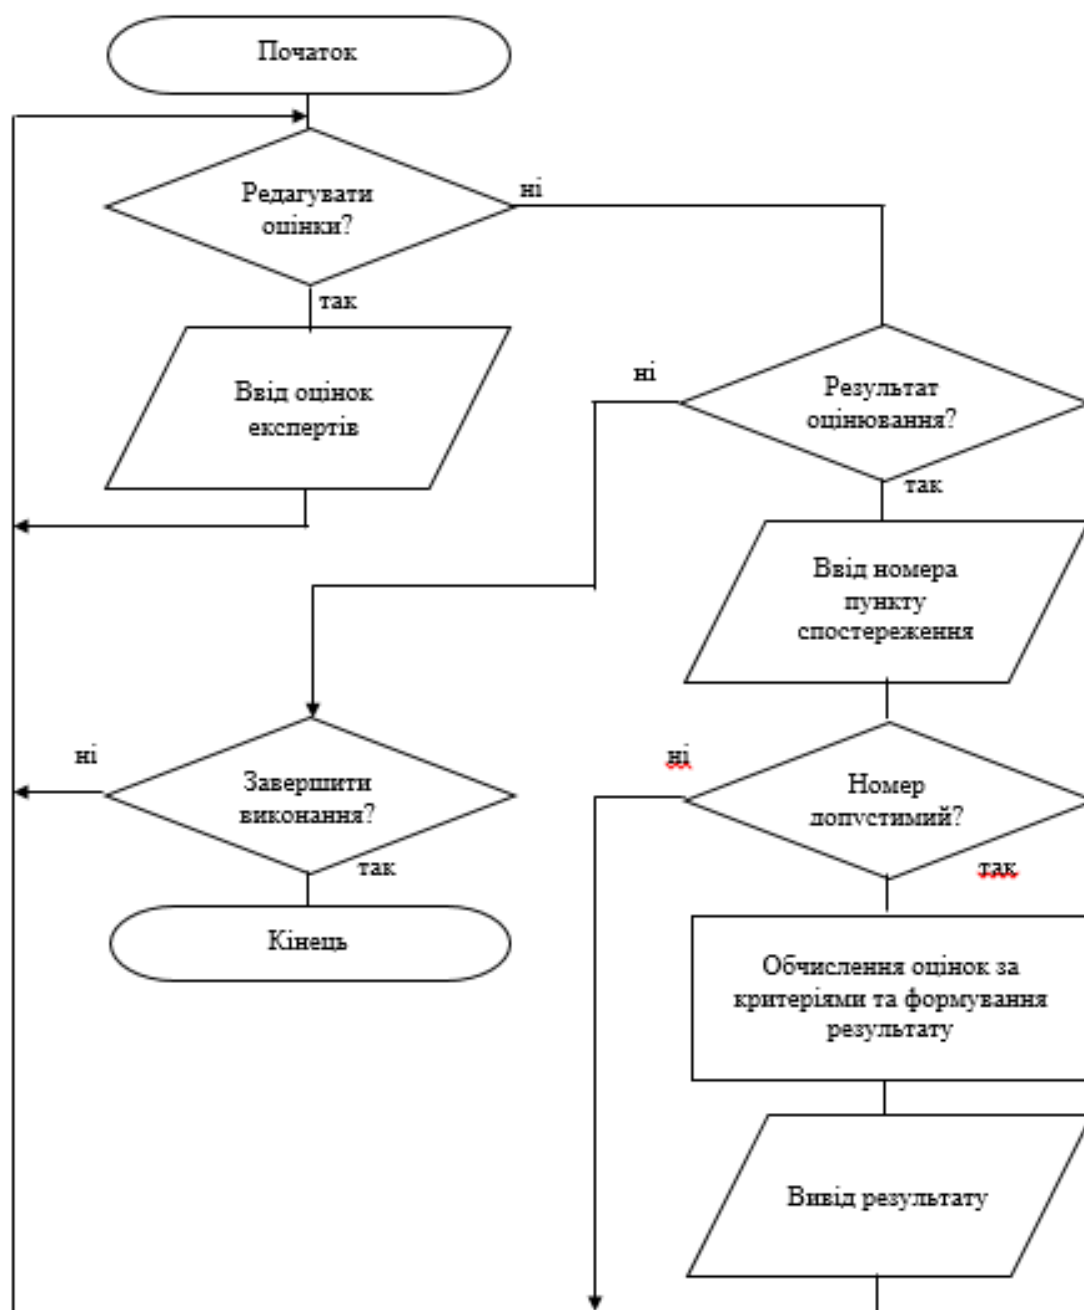 Початок
Редагувати
оцінки?
ні
так
Ввід оцінок
експертів
ні
Результат
оцінювання?
так
Ввід номера
пункту
спостереження
ні
Завершити
виконання?
так
Кінець
ні
Номер
допустимий?
так
Обчислення оцінок за
критеріями та формування
результату
Вивід результату